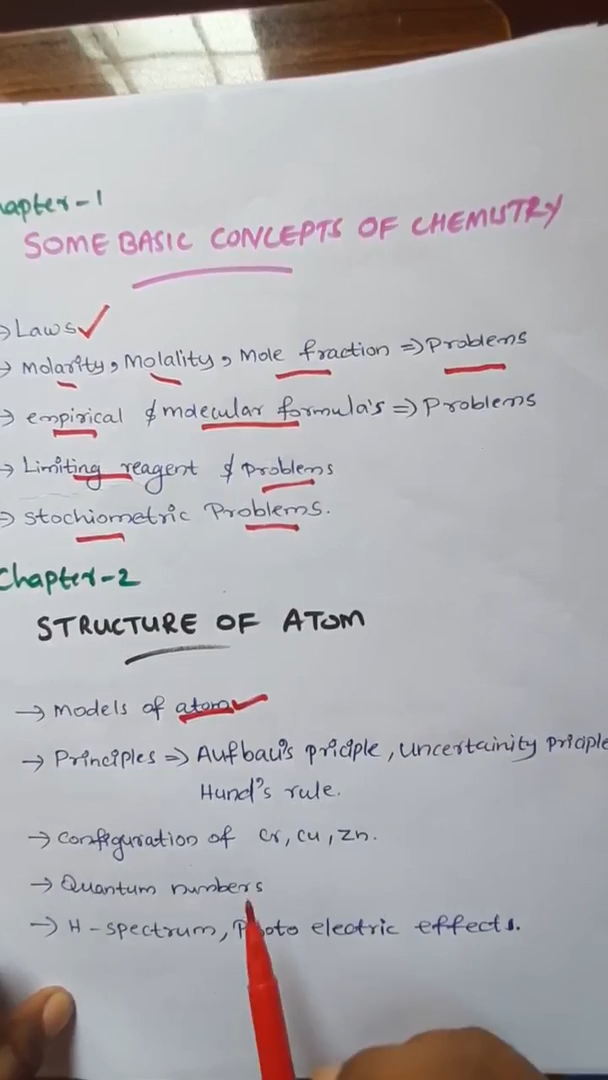 hapter-1
SOME BASIC CONCEPTS OF CHEMISTRY
→ Laws ✓
→ Molarity, Molality, Mole fraction ⇒ Problems
→ empirical & molecular formula's ⇒ Problems
→ Limiting reagent & Problems
→ Stochiometric Problems.
Chapter-2
STRUCTURE OF ATOM
→ Models of atom ✓
→ Principles ⇒ Aufbau's priciple, Uncertainity priciple
Hund's rule.
→ Configuration of Cr, Cu, Zn.
→ Quantum numbers
→ H-spectrum, Photo electric effects.